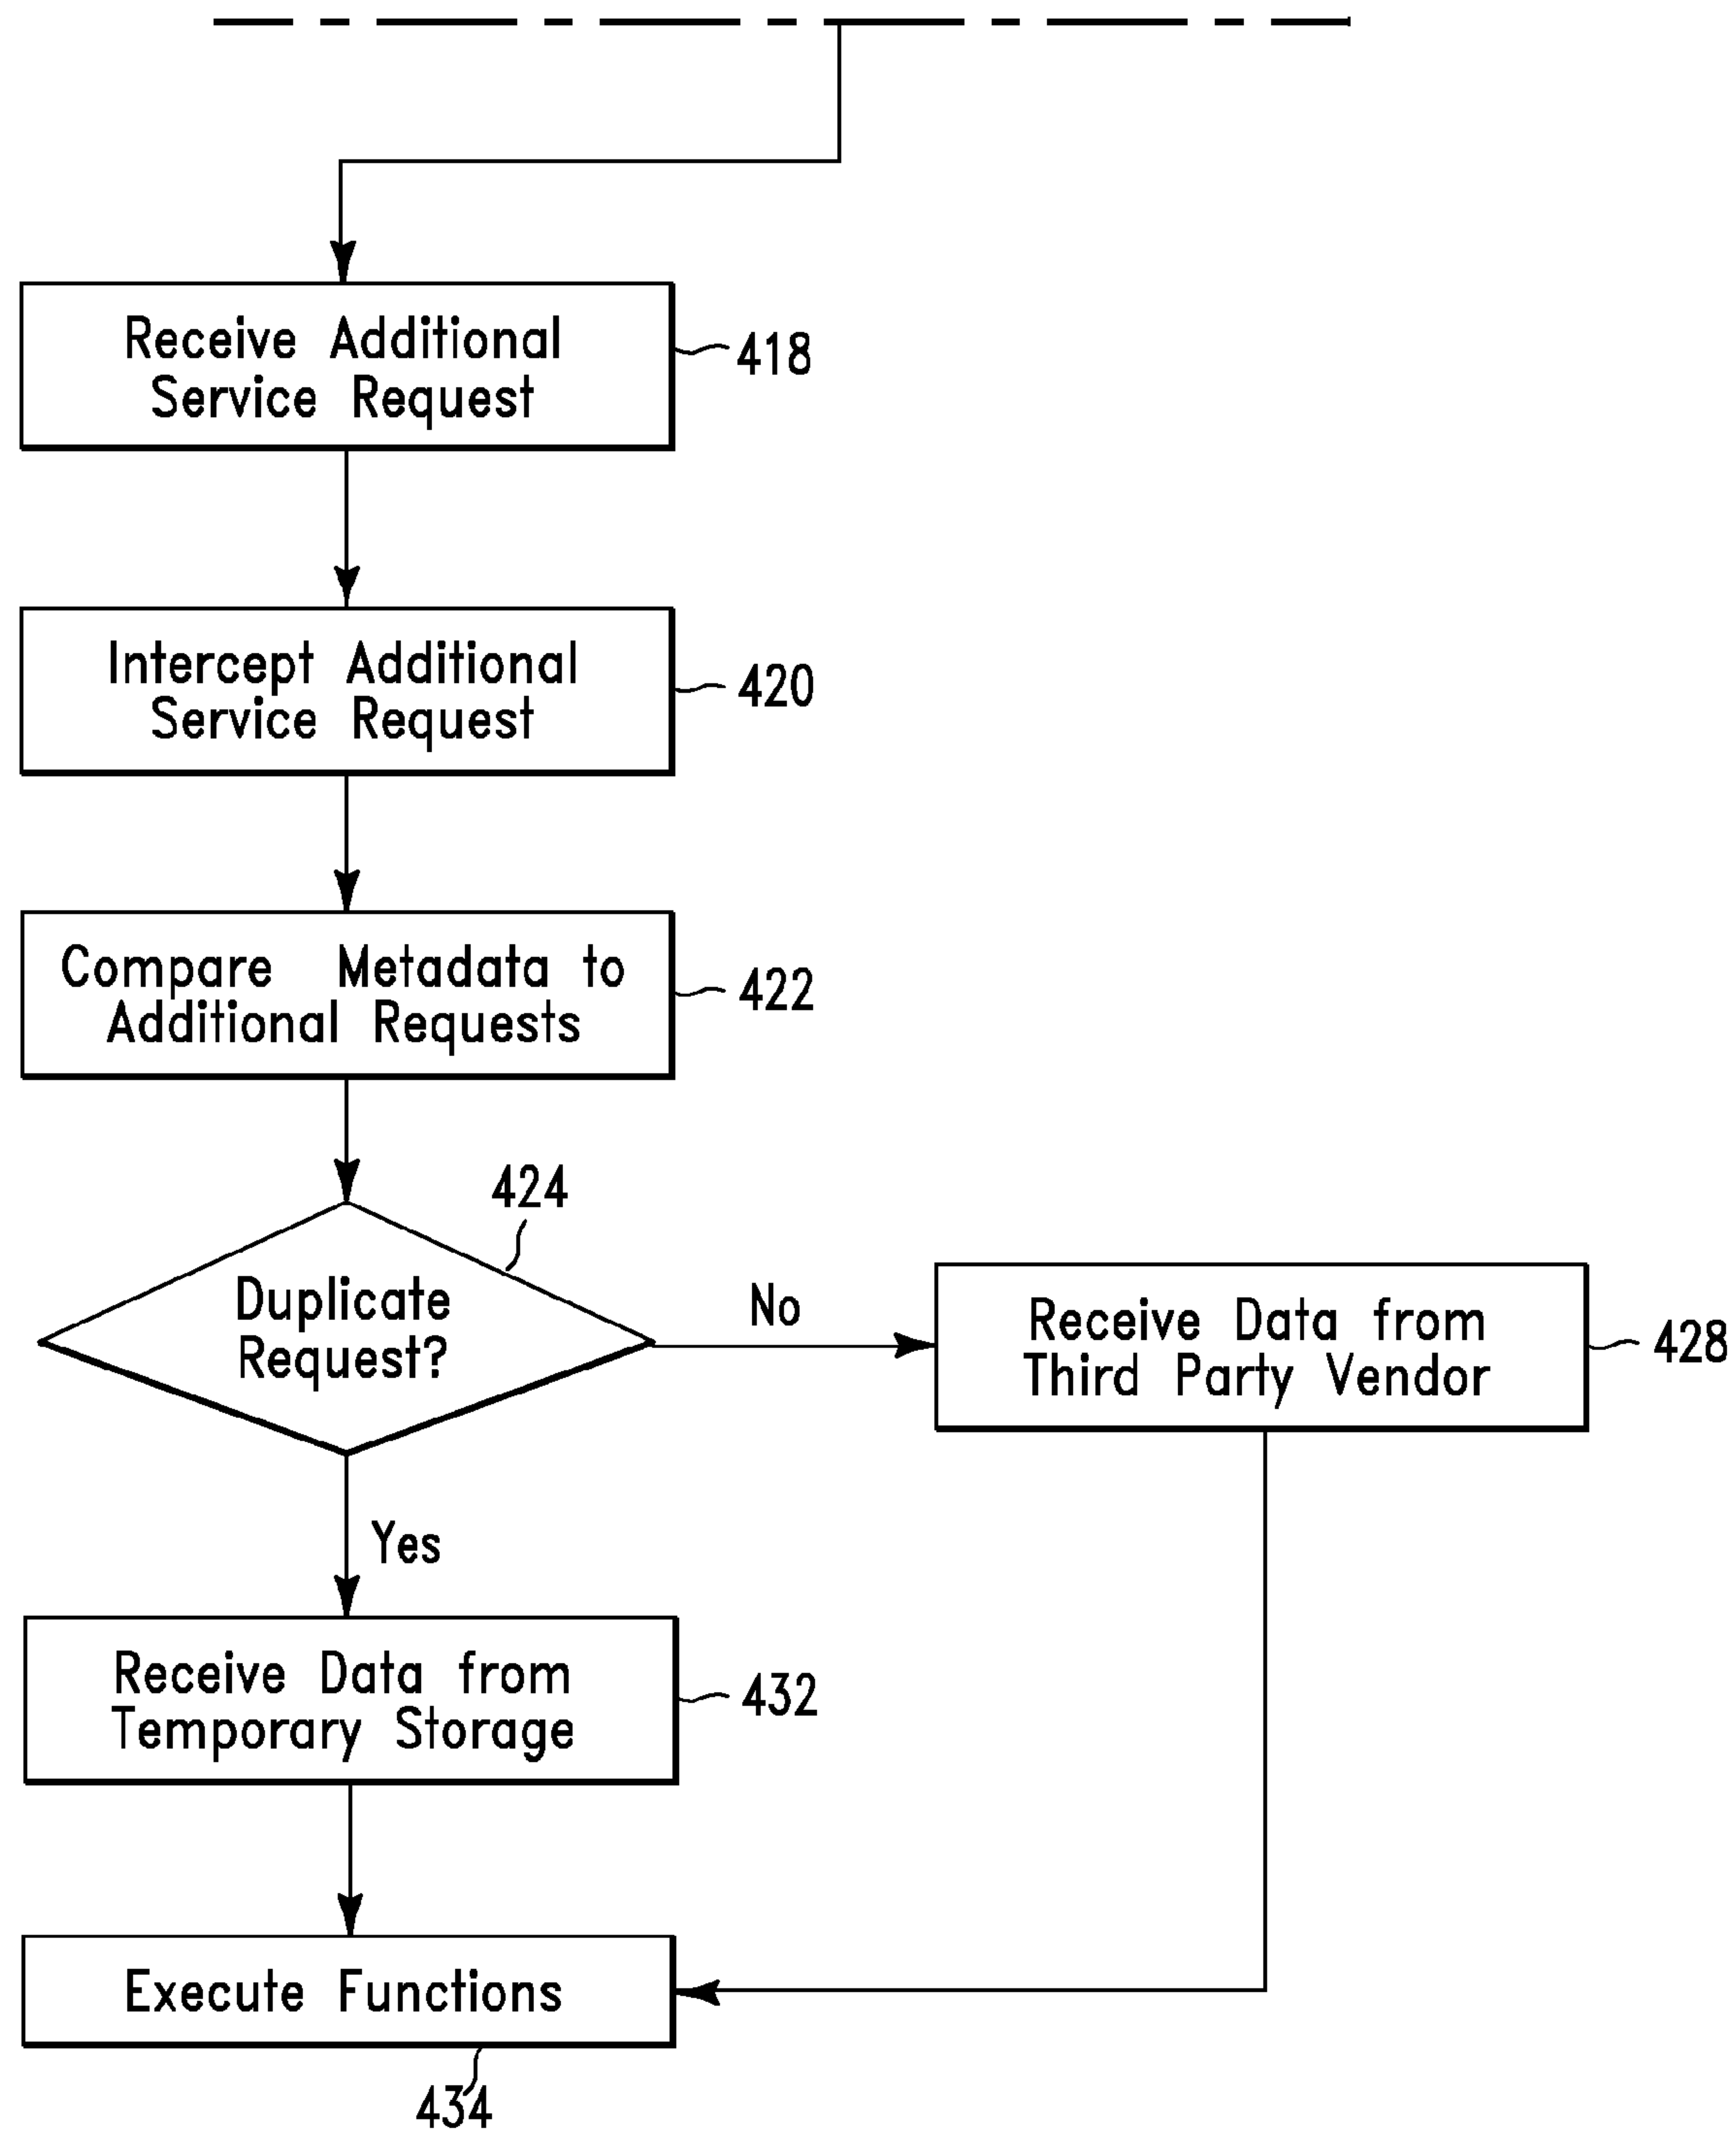 Receive Additional
Service Request
418
Intercept Additional
Service Request
420
Compare Metadata to
Additional Requests
422
424
Duplicate
Request?
No
Receive Data from
Third Party Vendor
428
Yes
Receive Data from
Temporary Storage
432
Execute Functions
434